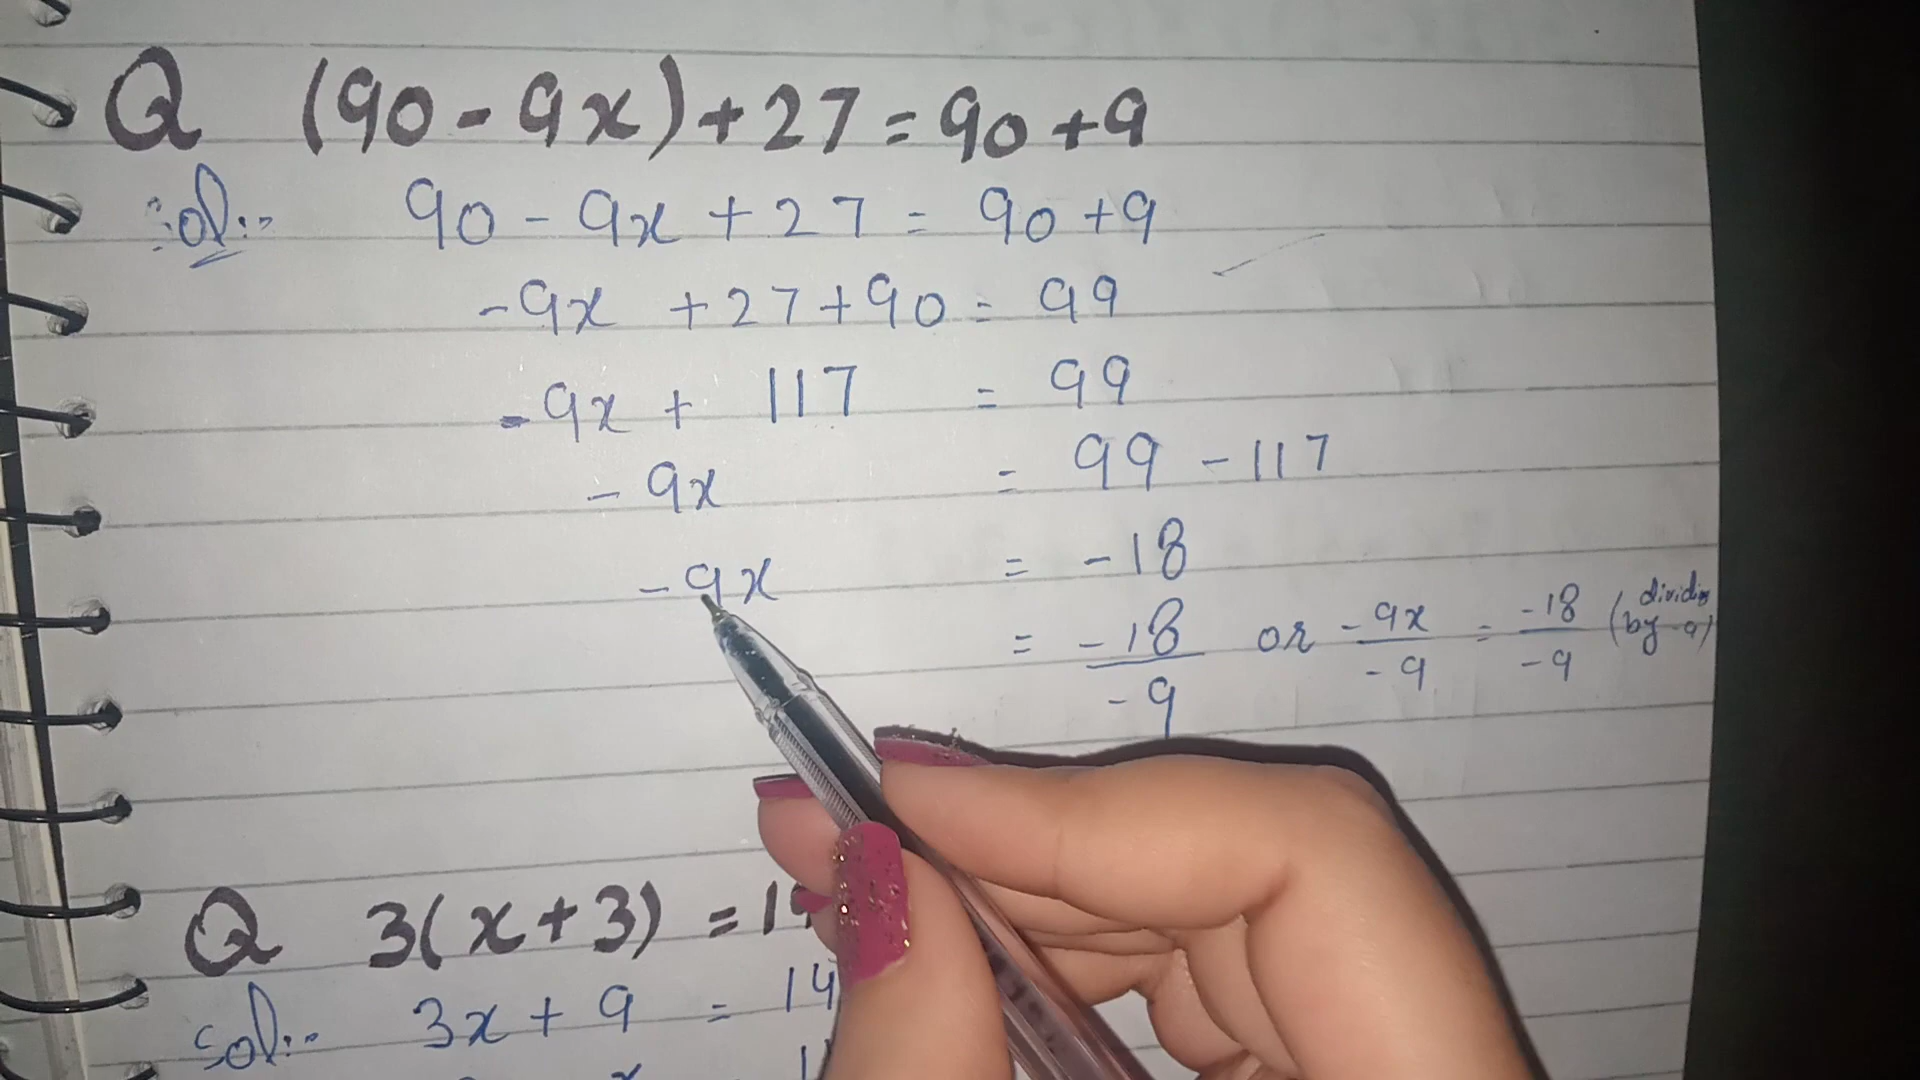 Q (90 - 9x) + 27 = 90 + 9
Sol:- 90 - 9x + 27 = 90 + 9
-9x + 27 + 90 = 99
-9x + 117 = 99
-9x = 99 - 117
-9x = -18
= -18/-9 or -9x/-9 = -18/-9 (dividing by -9)
Q 3(x + 3) =
Sol:- 3x + 9 = 14
x